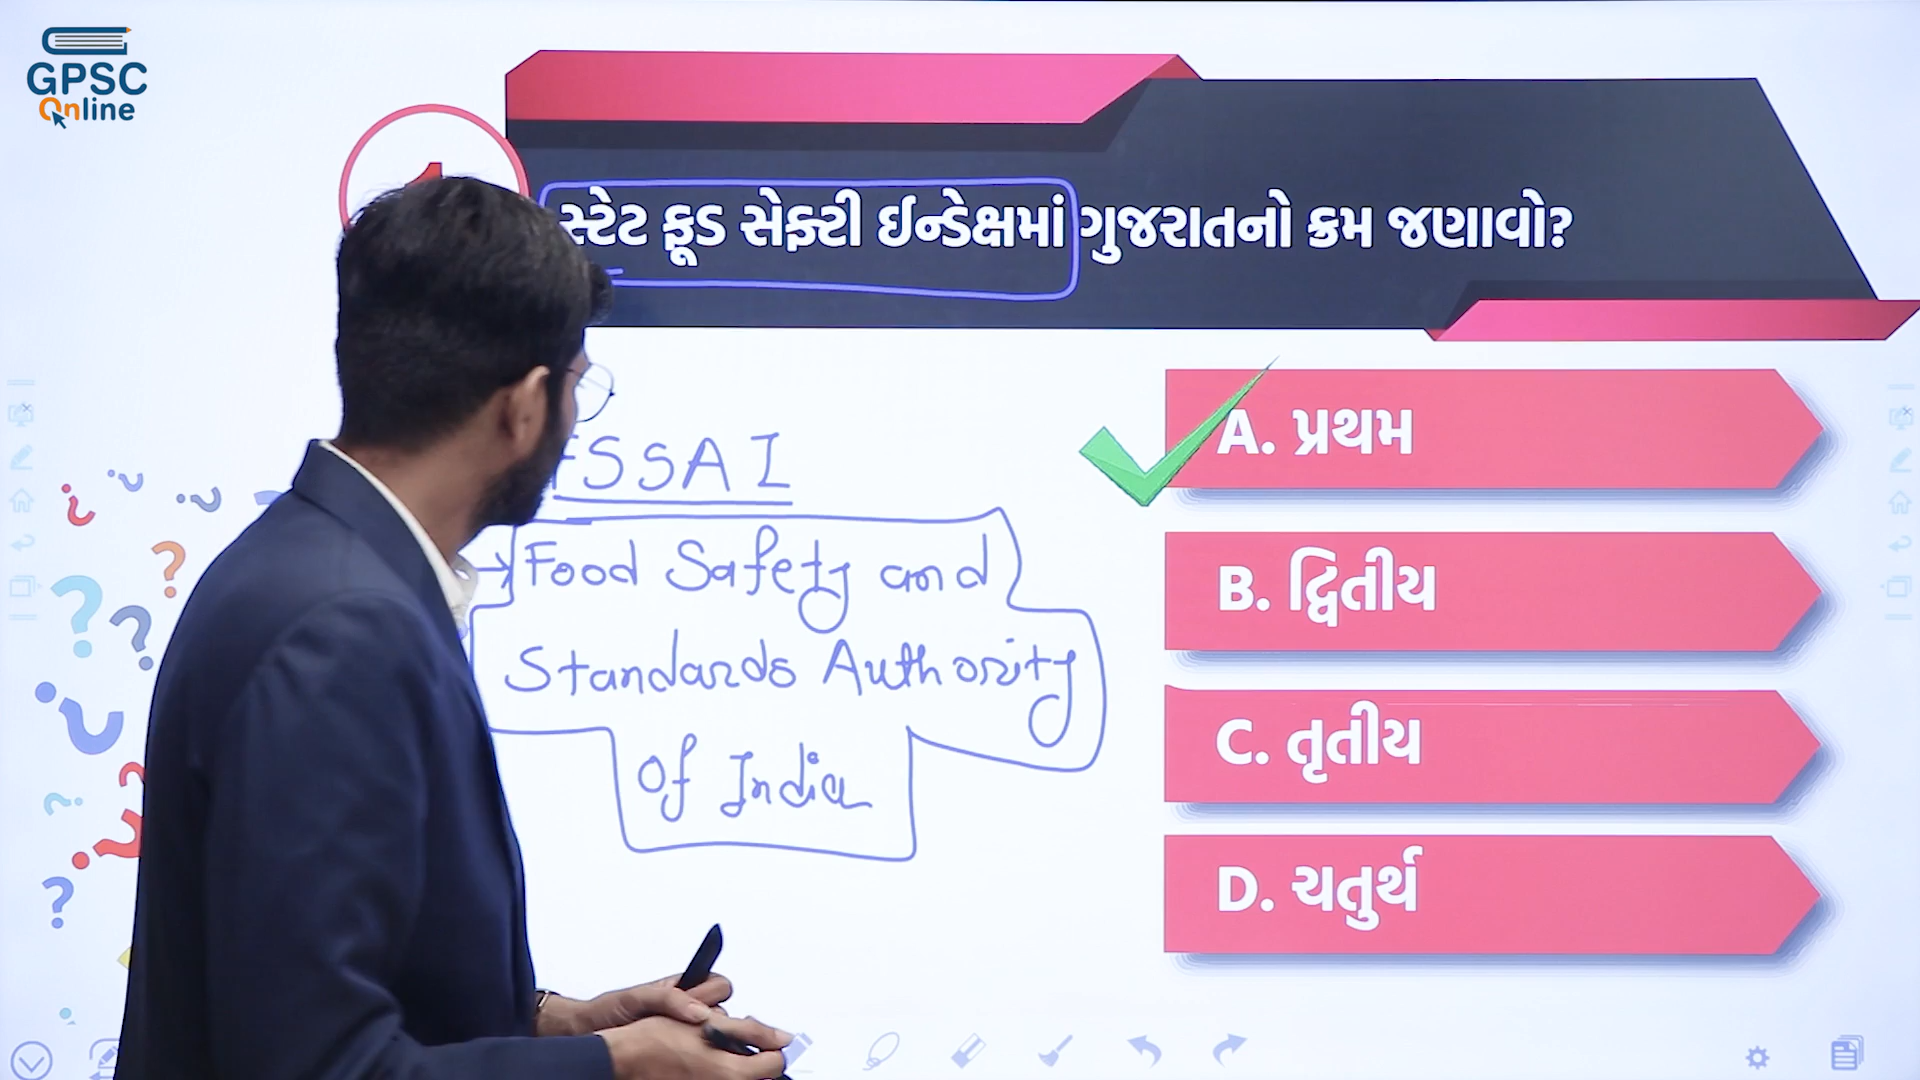 GPSC
Online
સ્ટેટ ફૂડ સેફ્ટી ઈન્ડેક્ષમાં ગુજરાતનો ક્રમ જણાવો?
FSSAI
→ Food Safety and
Standards Authority
of India
A. પ્રથમ
B. દ્વિતીય
C. તૃતીય
D. ચતુર્થ